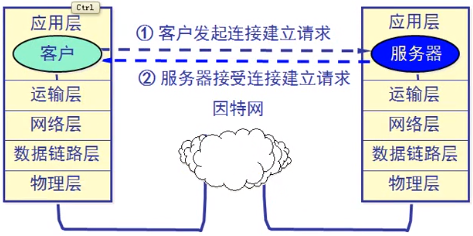 Ctrl
应用层
客户
运输层
网络层
数据链路层
物理层
① 客户发起连接建立请求
② 服务器接受连接建立请求
因特网
应用层
服务器
运输层
网络层
数据链路层
物理层